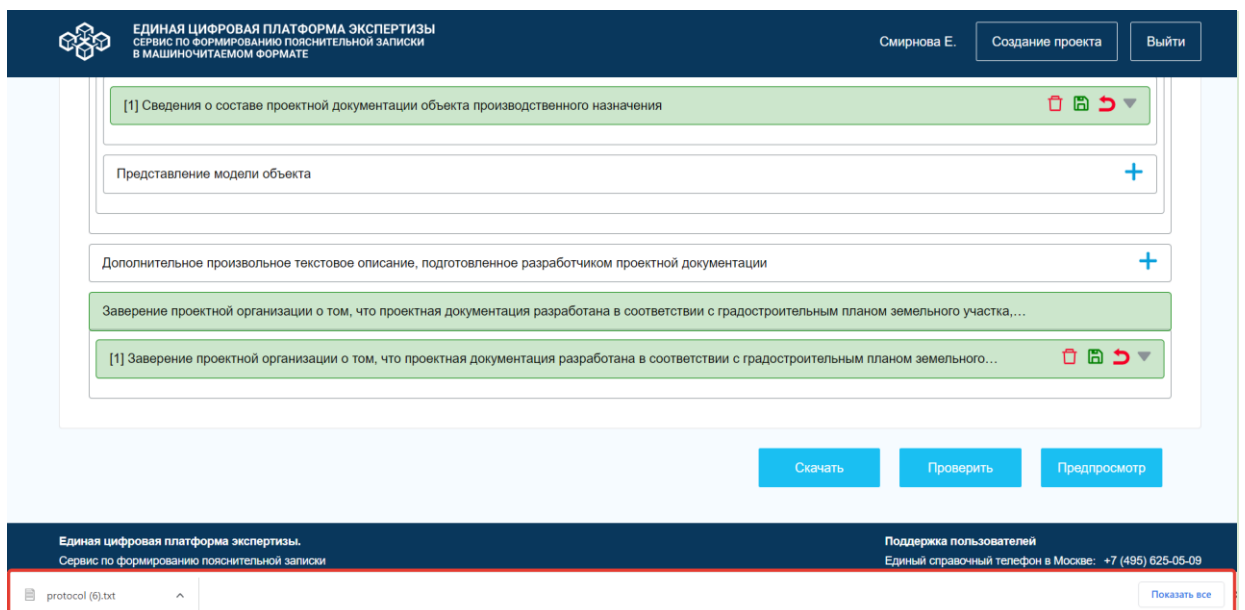 ЕДИНАЯ ЦИФРОВАЯ ПЛАТФОРМА ЭКСПЕРТИЗЫ
СЕРВИС ПО ФОРМИРОВАНИЮ ПОЯСНИТЕЛЬНОЙ ЗАПИСКИ
В МАШИНОЧИТАЕМОМ ФОРМАТЕ
Смирнова Е.
Создание проекта
Выйти
[1] Сведения о составе проектной документации объекта производственного назначения
Представление модели объекта
Дополнительное произвольное текстовое описание, подготовленное разработчиком проектной документации
Заверение проектной организации о том, что проектная документация разработана в соответствии с градостроительным планом земельного участка,...
[1] Заверение проектной организации о том, что проектная документация разработана в соответствии с градостроительным планом земельного...
Скачать
Проверить
Предпросмотр
Единая цифровая платформа экспертизы.
Сервис по формированию пояснительной записки
Поддержка пользователей
Единый справочный телефон в Москве: +7 (495) 625-05-09
protocol (6).txt
Показать все